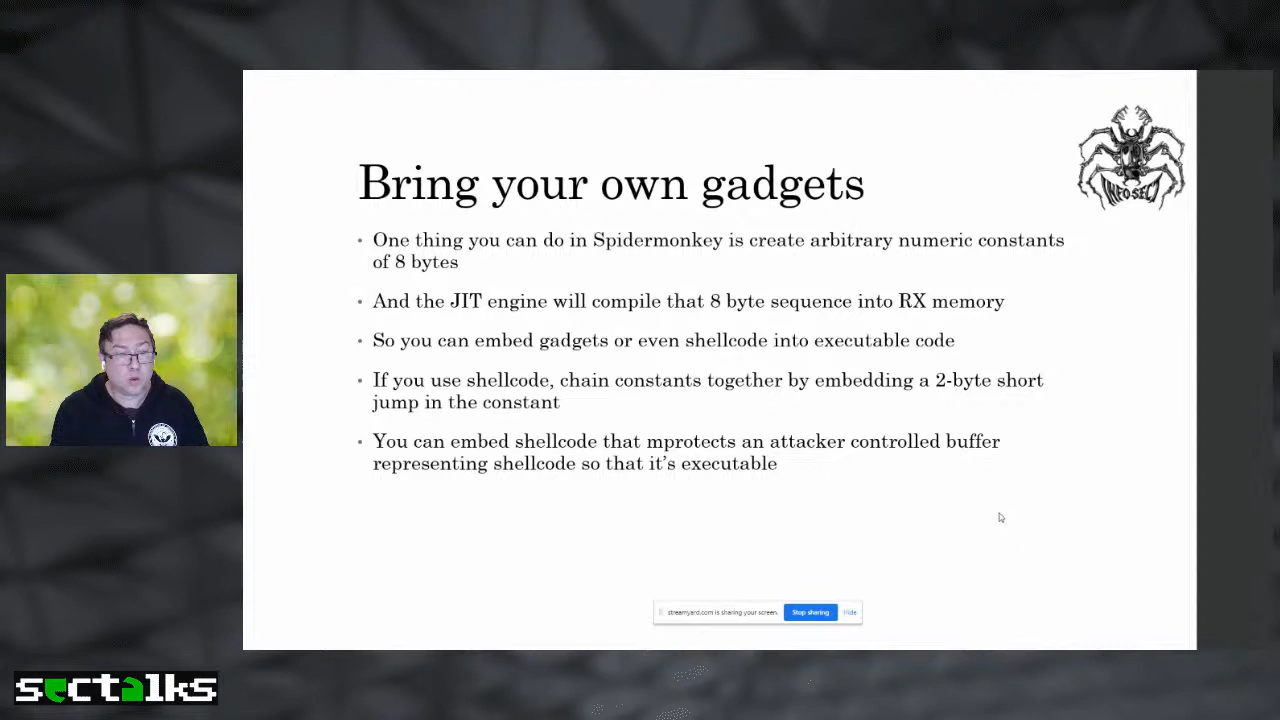 Bring your own gadgets
INFOSECT
• One thing you can do in Spidermonkey is create arbitrary numeric constants
of 8 bytes
• And the JIT engine will compile that 8 byte sequence into RX memory
• So you can embed gadgets or even shellcode into executable code
• If you use shellcode, chain constants together by embedding a 2-byte short
jump in the constant
• You can embed shellcode that mprotects an attacker controlled buffer
representing shellcode so that it’s executable
streamyard.com is sharing your screen. Stop sharing Hide
sectalks